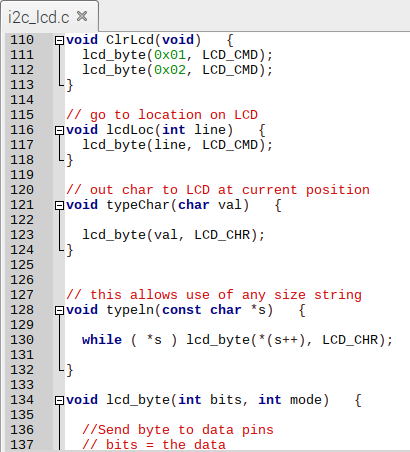 i2c_lcd.c
110 void ClrLcd(void)   {
111   lcd_byte(0x01, LCD_CMD);
112   lcd_byte(0x02, LCD_CMD);
113 }
114
115 // go to location on LCD
116 void lcdLoc(int line)   {
117   lcd_byte(line, LCD_CMD);
118 }
119
120 // out char to LCD at current position
121 void typeChar(char val)   {
122
123   lcd_byte(val, LCD_CHR);
124 }
125
126
127 // this allows use of any size string
128 void typeln(const char *s)   {
129
130   while ( *s ) lcd_byte(*(s++), LCD_CHR);
131
132 }
133
134 void lcd_byte(int bits, int mode)   {
135
136   //Send byte to data pins
137   // bits = the data